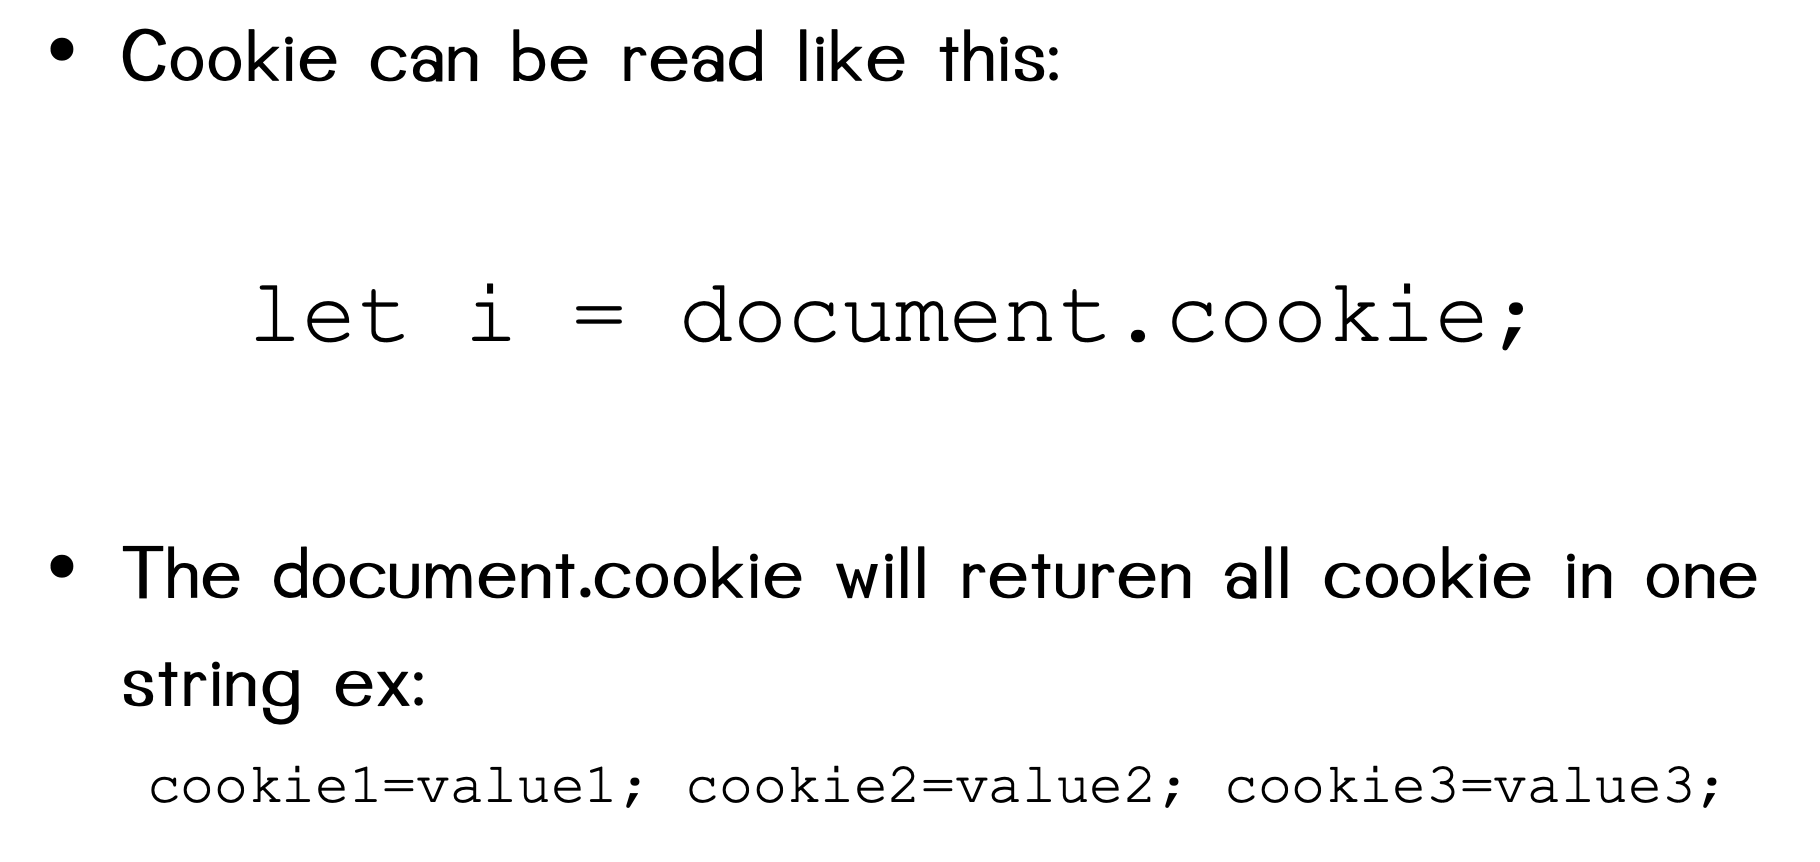 • Cookie can be read like this:
let i = document.cookie;
• The document.cookie will returen all cookie in one
string ex:
cookie1=value1; cookie2=value2; cookie3=value3;